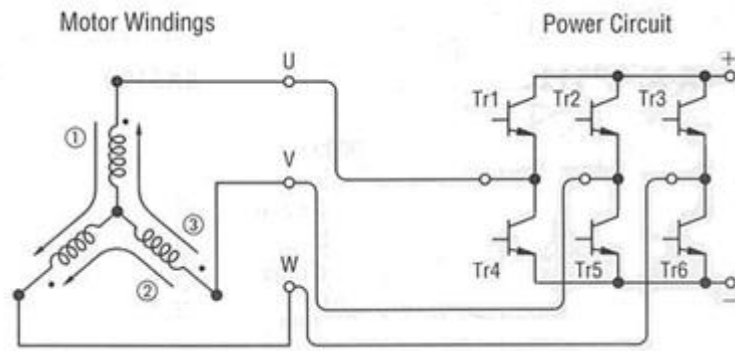 Motor Windings
Power Circuit
U
+
Tr1
Tr2
Tr3
①
V
③
②
W
Tr4
Tr5
Tr6
−